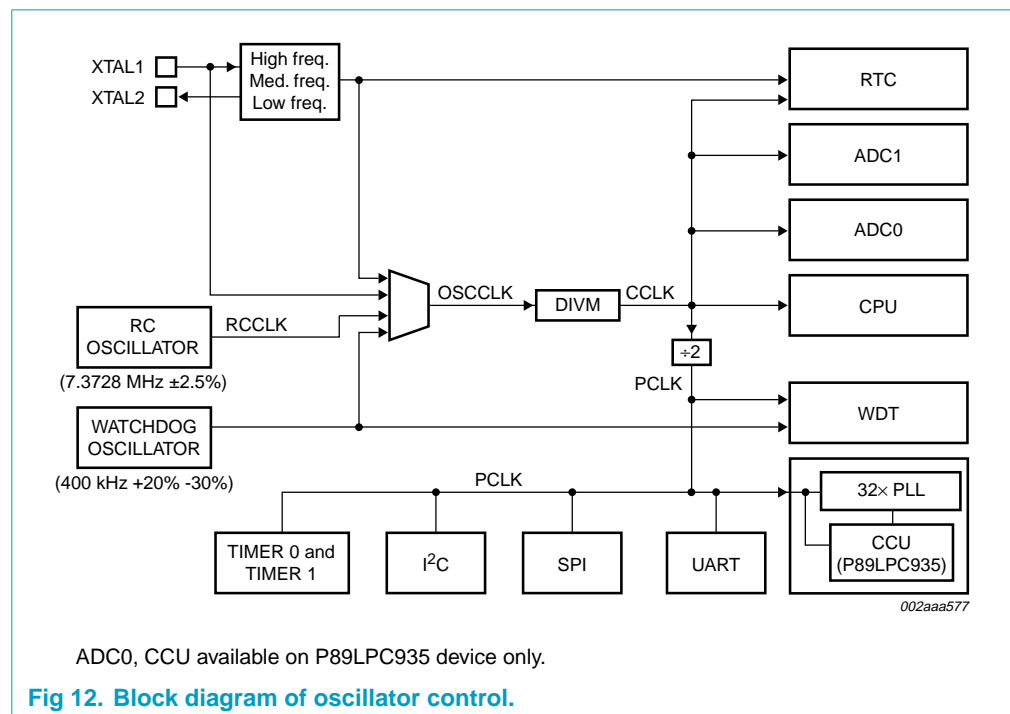 XTAL1
XTAL2
High freq.
Med. freq.
Low freq.
RTC
ADC1
ADC0
OSCCLK
DIVM
CCLK
CPU
RC
OSCILLATOR
RCCLK
(7.3728 MHz ±2.5%)
÷2
PCLK
WATCHDOG
OSCILLATOR
WDT
(400 kHz +20% -30%)
PCLK
32× PLL
TIMER 0 and
TIMER 1
I²C
SPI
UART
CCU
(P89LPC935)
002aaa577
ADC0, CCU available on P89LPC935 device only.
Fig 12. Block diagram of oscillator control.